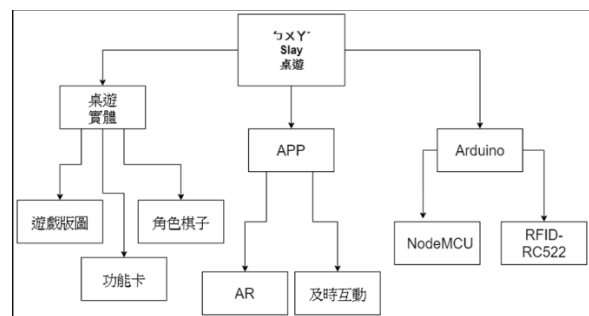 ㄅㄨㄚˊ
Slay
桌遊
桌遊
實體
APP
Arduino
遊戲版圖
角色棋子
功能卡
AR
及時互動
NodeMCU
RFID-
RC522